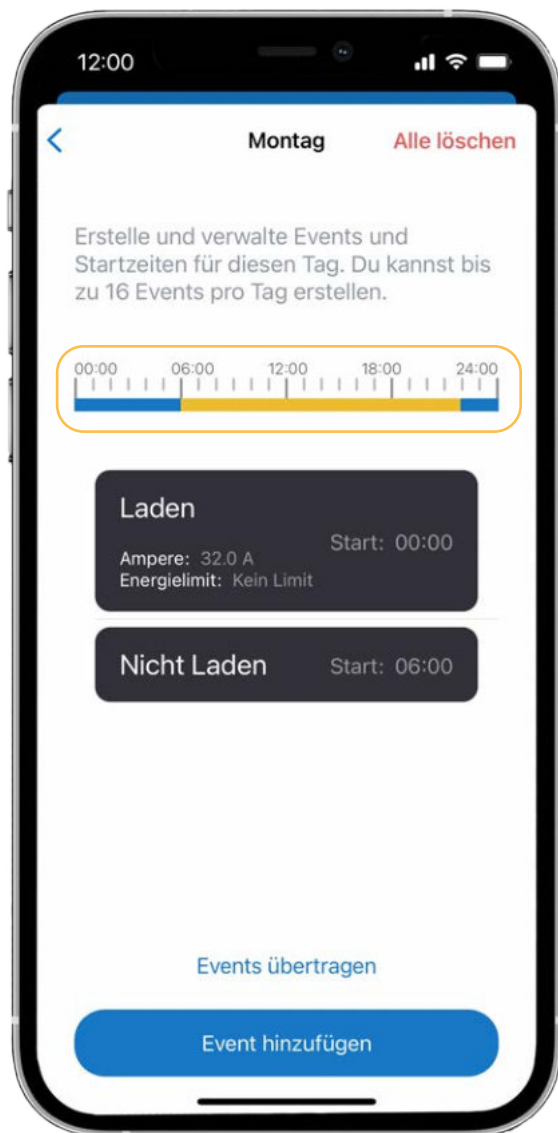 12:00
Montag
Alle löschen
Erstelle und verwalte Events und
Startzeiten für diesen Tag. Du kannst bis
zu 16 Events pro Tag erstellen.
00:00 06:00 12:00 18:00 24:00
Laden
Start: 00:00
Ampere: 32.0 A
Energielimit: Kein Limit
Nicht Laden
Start: 06:00
Events übertragen
Event hinzufügen